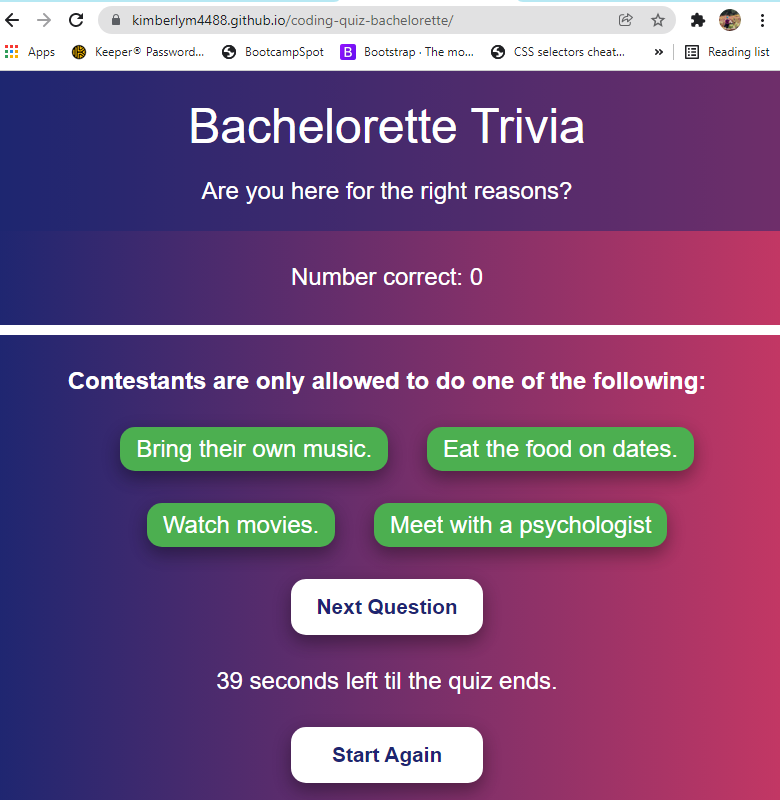 kimberlym4488.github.io/coding-quiz-bachelorette/
Apps Keeper® Password... BootcampSpot B Bootstrap · The mo... CSS selectors cheat... » Reading list
Bachelorette Trivia
Are you here for the right reasons?
Number correct: 0
Contestants are only allowed to do one of the following:
Bring their own music. Eat the food on dates.
Watch movies. Meet with a psychologist
Next Question
39 seconds left til the quiz ends.
Start Again